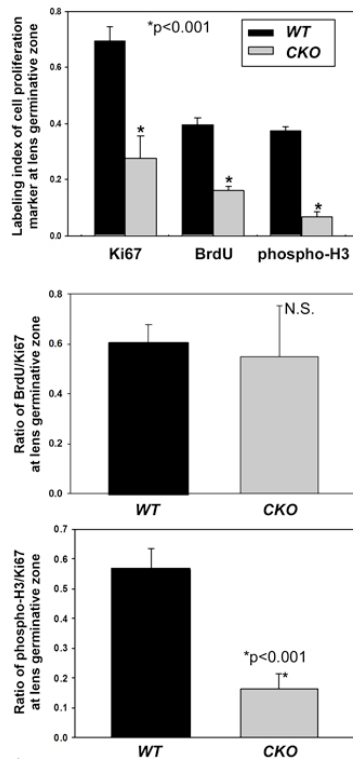 Labeling index of cell proliferation
marker at lens germinative zone
*p<0.001
WT
CKO
0.8
0.6
0.4
0.2
0.0
*
*
*
Ki67 BrdU phospho-H3
Ratio of BrdU/Ki67
at lens germinative zone
0.8
0.6
0.4
0.2
0.0
N.S.
WT CKO
Ratio of phospho-H3/Ki67
at lens germinative zone
0.7
0.6
0.5
0.4
0.3
0.2
0.1
0.0
*p<0.001
*
WT CKO